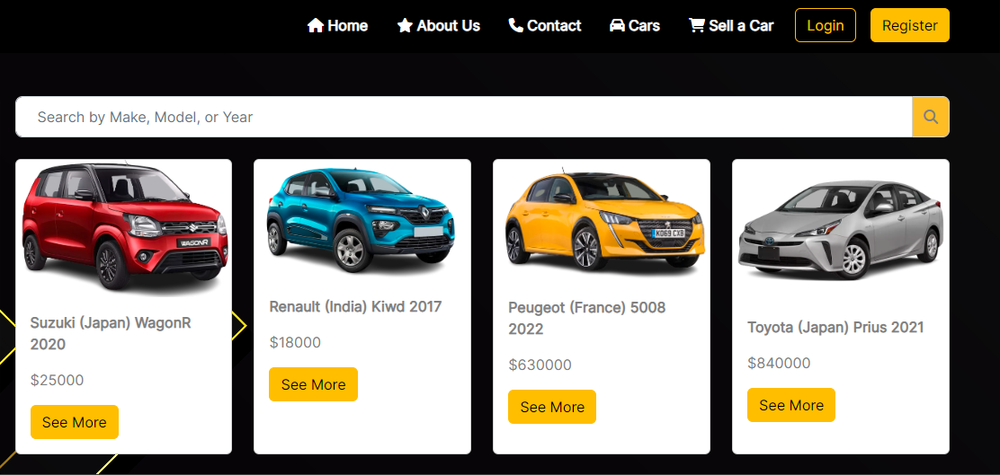 Home About Us Contact Cars Sell a Car Login Register
Search by Make, Model, or Year
WAGONR
KO69 CXB
Suzuki (Japan) WagonR
2020
$25000
See More
Renault (India) Kiwd 2017
$18000
See More
Peugeot (France) 5008
2022
$630000
See More
Toyota (Japan) Prius 2021
$840000
See More